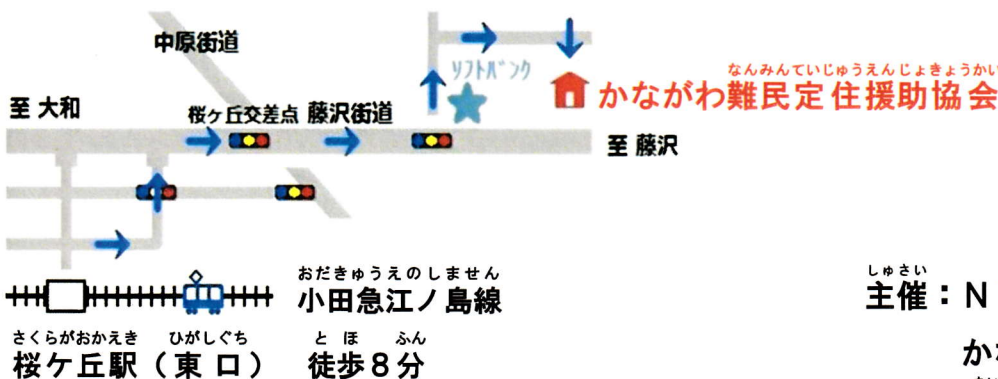 中原街道
ソフトバンク
なんみんていじゅうえんじょきょうかい
かながわ難民定住援助協会
至 大和
桜ヶ丘交差点 藤沢街道
至 藤沢
おだきゅうえのしません
小田急江ノ島線
しゅさい
主催：N
さくらがおかえき ひがしぐち とほ ふん
桜ケ丘駅（東口） 徒歩８分
かな